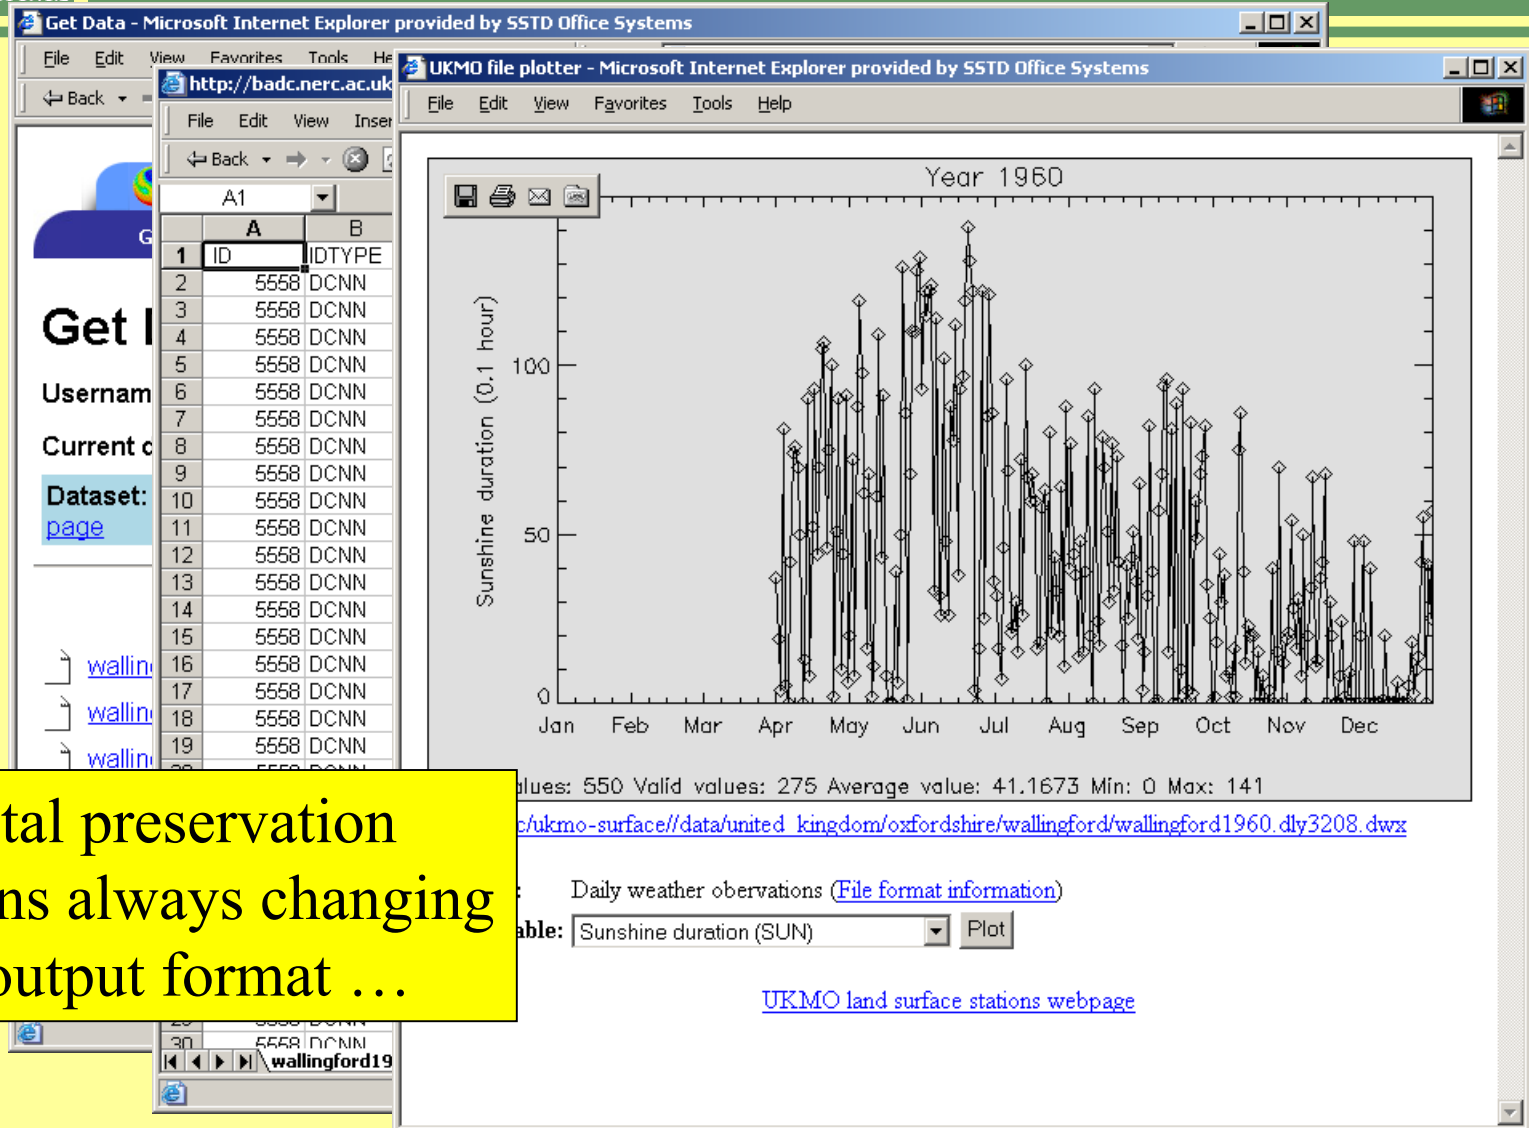 Get Data - Microsoft Internet Explorer provided by SSTD Office Systems
File Edit View Favorites Tools
Back
http://badc.nerc.ac.uk
File Edit View
Back
A1
A B
1 ID IDTYPE
2 5558 DCNN
3 5558 DCNN
4 5558 DCNN
5 5558 DCNN
6 5558 DCNN
7 5558 DCNN
8 5558 DCNN
9 5558 DCNN
10 5558 DCNN
11 5558 DCNN
12 5558 DCNN
13 5558 DCNN
14 5558 DCNN
15 5558 DCNN
16 5558 DCNN
17 5558 DCNN
18 5558 DCNN
19 5558 DCNN
30 5558 DCNN
wallingford19
Get
Usernam
Current
Dataset:
page
wallin
wallin
wallin
UKMO file plotter - Microsoft Internet Explorer provided by SSTD Office Systems
File Edit View Favorites Tools Help
Year 1960
Sunshine duration (0.1 hour)
100
50
0
Jan Feb Mar Apr May Jun Jul Aug Sep Oct Nov Dec
alues: 550 Valid values: 275 Average value: 41.1673 Min: 0 Max: 141
c/ukmo-surface//data/united_kingdom/oxfordshire/wallingford/wallingford1960.dly3208.dwx
Daily weather obervations (File format information)
able: Sunshine duration (SUN) Plot
UKMO land surface stations webpage
tal preservation
ns always changing
output format …